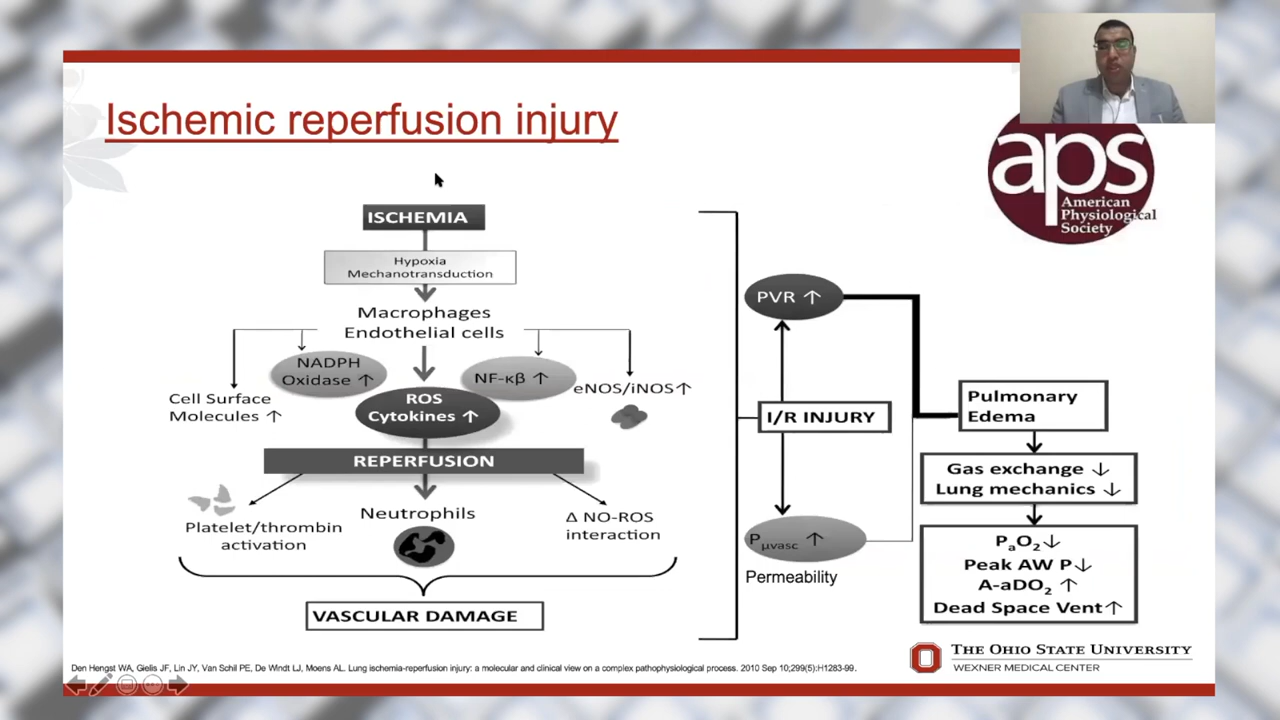 Ischemic reperfusion injury
aps
American
Physiological
Society
ISCHEMIA
Hypoxia
Mechanotransduction
Macrophages
Endothelial cells
NADPH
Oxidase ↑
NF-κβ ↑
Cell Surface
Molecules ↑
ROS
Cytokines ↑
eNOS/iNOS↑
REPERFUSION
Platelet/thrombin
activation
Neutrophils
Δ NO-ROS
interaction
VASCULAR DAMAGE
PVR ↑
I/R INJURY
Pμvasc ↑
Permeability
Pulmonary
Edema
Gas exchange ↓
Lung mechanics ↓
PaO2↓
Peak AW P↓
A-aDO2 ↑
Dead Space Vent↑
Den Hengst WA, Gielis JF, Lin JY, Van Schil PE, De Windt LJ, Moens AL. Lung ischemia-reperfusion injury: a molecular and clinical view on a complex pathophysiological process. 2010 Sep 10;299(5):H1283-99.
THE OHIO STATE UNIVERSITY
WEXNER MEDICAL CENTER